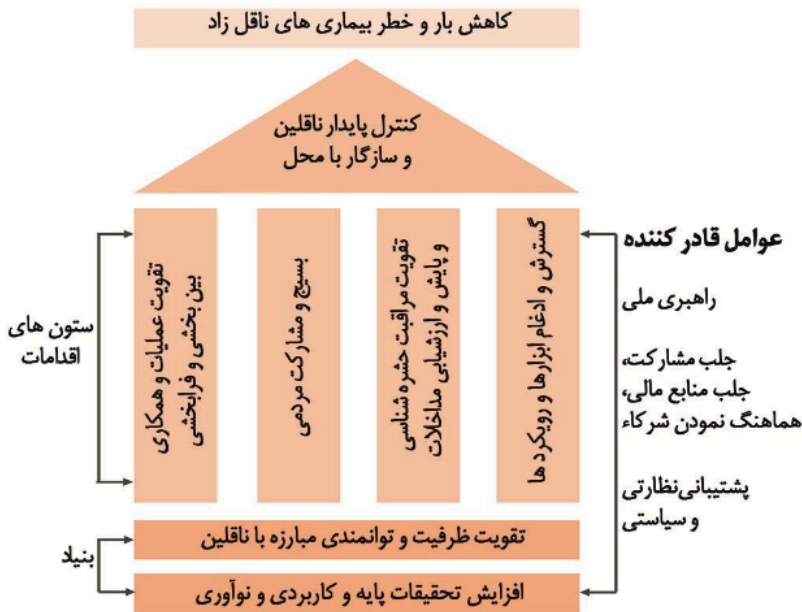 کاهش بار و خطر بیماری های ناقل زاد
کنترل پایدار ناقلین
و سازگار با محل
عوامل قادر کننده
راهبری ملی
جلب مشارکت،
جلب منابع مالی،
هماهنگ نمودن شرکاء
پشتیبانی نظارتی
و سیاستی
گسترش و ادغام ابزارها و رویکرد ها
تقویت مراقبت حشره شناسی
و پایش و ارزشیابی مداخلات
بسیج و مشارکت مردمی
تقویت عملیات و همکاری
بین بخشی و فرابخشی
ستون های
اقدامات
تقویت ظرفیت و توانمندی مبارزه با ناقلین
بنیاد
افزایش تحقیقات پایه و کاربردی و نوآوری